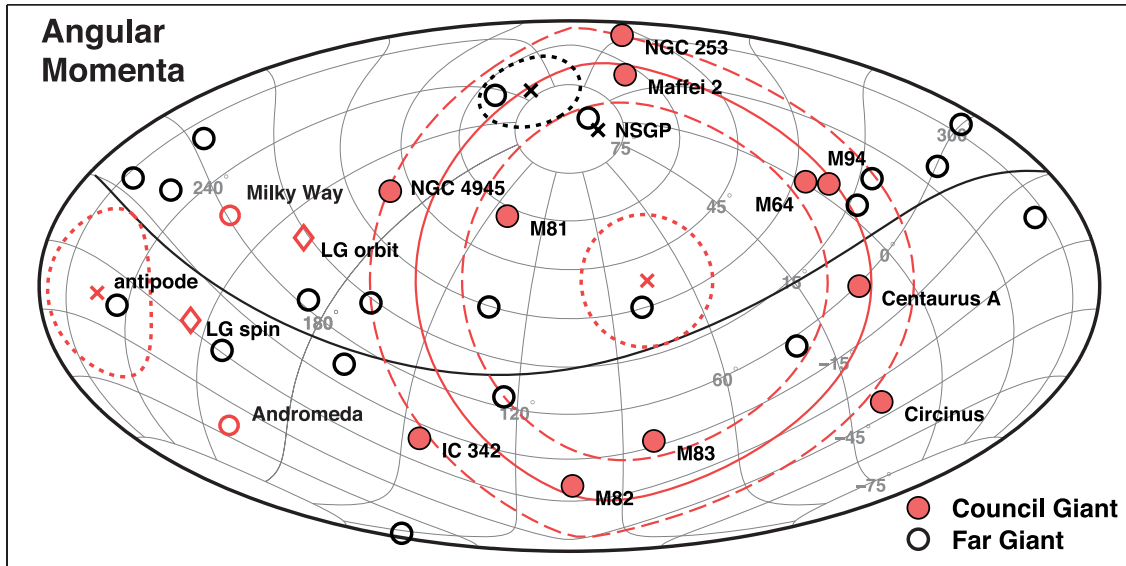 Angular
Momenta
NGC 253
Maffei 2
NSGP
75
300°
M94
240°
Milky Way
NGC 4945
M64
45°
M81
LG orbit
0°
antipode
15°
Centaurus A
LG spin
180°
−15°
60°
120°
Andromeda
Circinus
−45°
IC 342
M83
−75°
M82
Council Giant
Far Giant